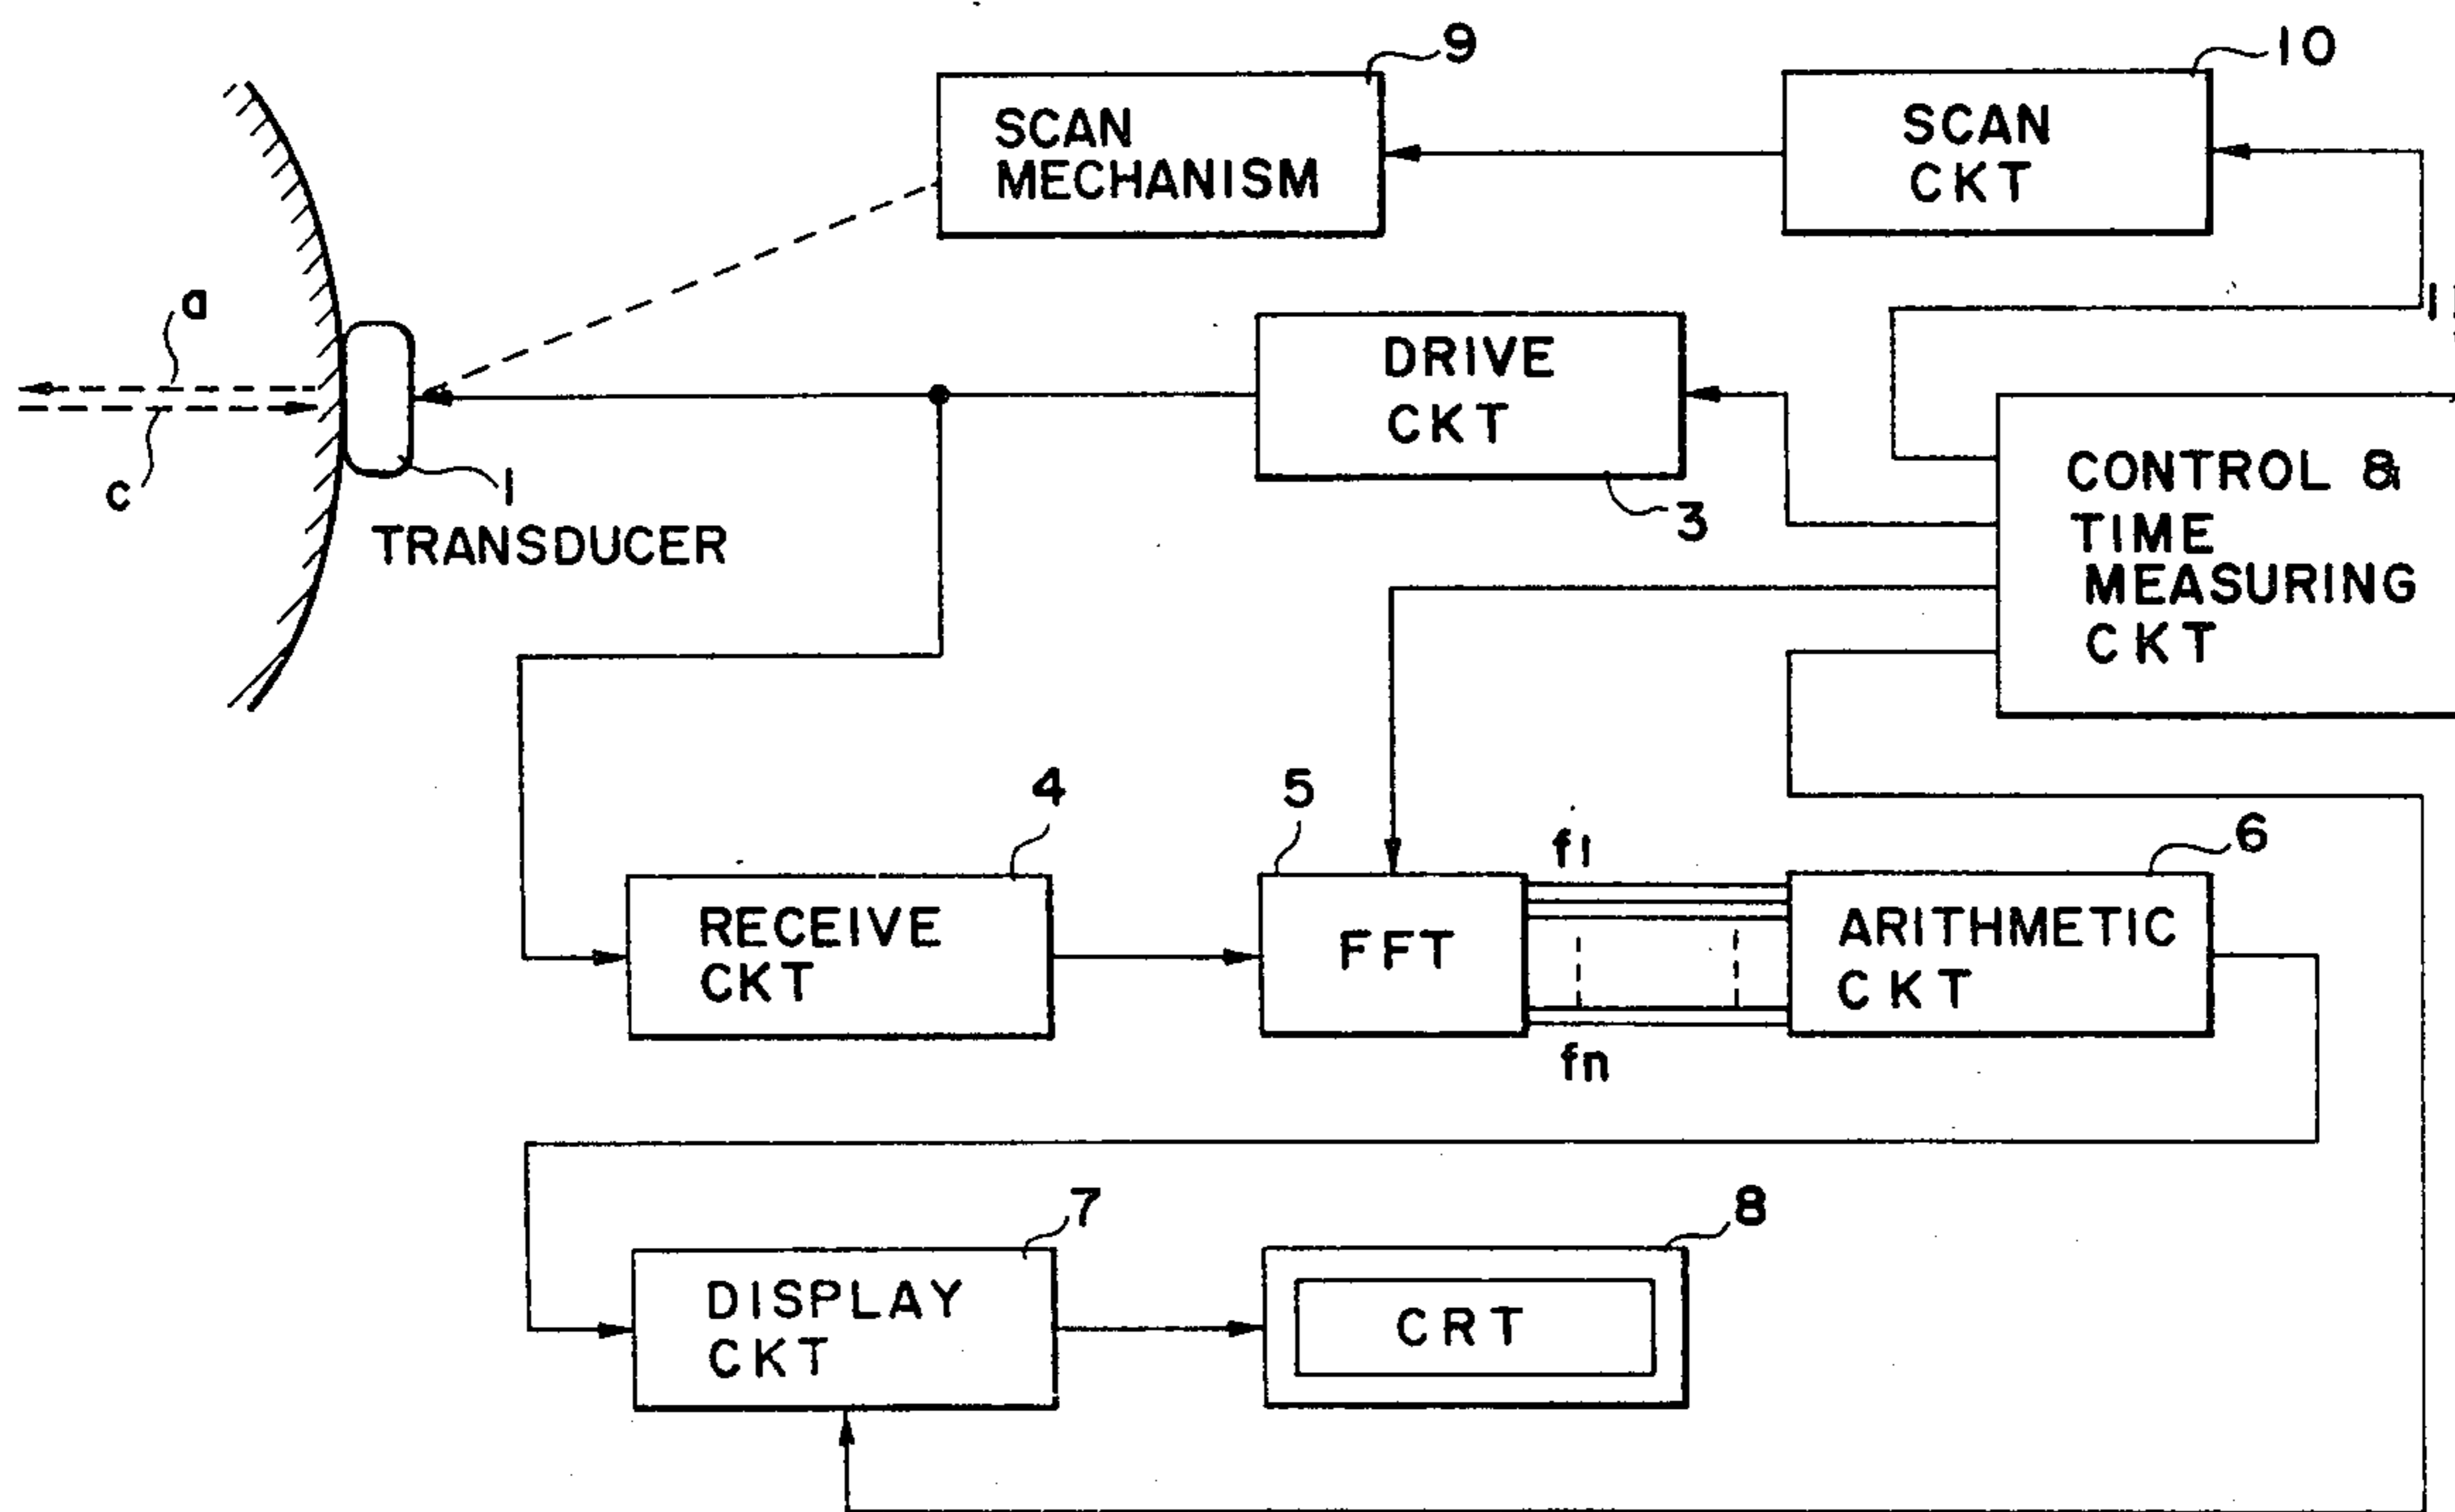 9
10
SCAN
MECHANISM
SCAN
CKT
a
DRIVE
CKT
c
1
TRANSDUCER
3
CONTROL &
TIME
MEASURING
CKT
4
5
f1
6
RECEIVE
CKT
FFT
ARITHMETIC
CKT
fn
7
8
DISPLAY
CKT
CRT